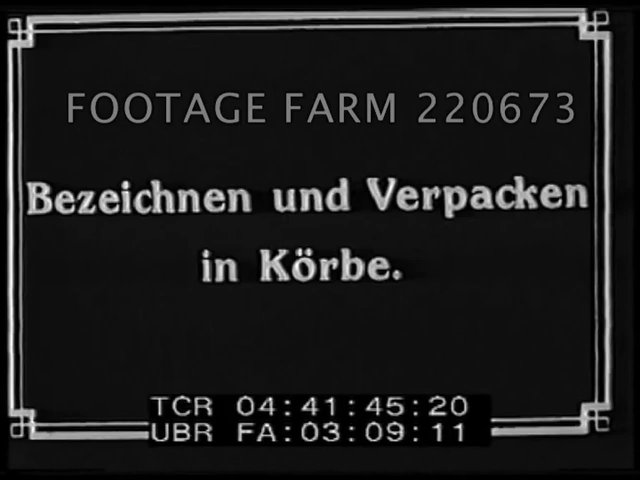 FOOTAGE FARM 220673
Bezeichnen und Verpacken
in Körbe.
TCR 04:41:45:20
UBR FA:03:09:11